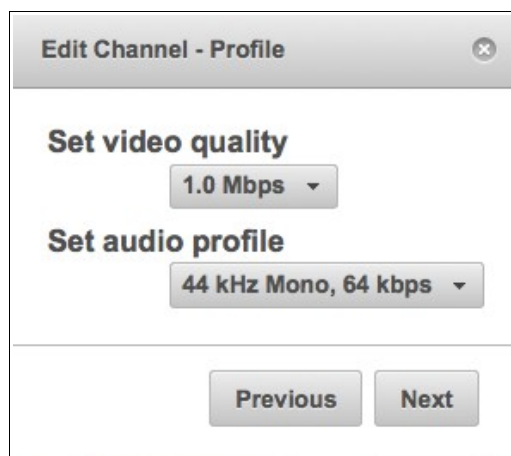 Edit Channel - Profile
Set video quality
1.0 Mbps
Set audio profile
44 kHz Mono, 64 kbps
Previous Next